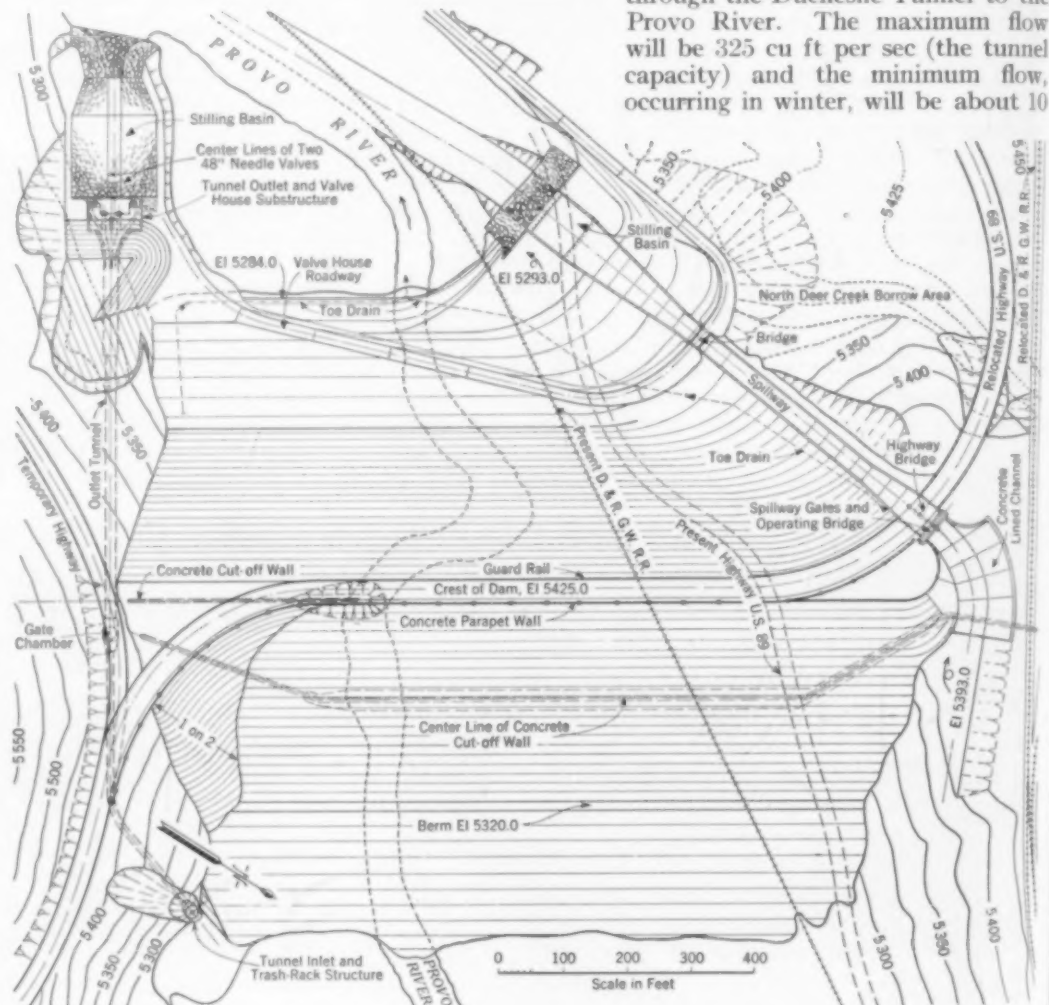 through the Duchesne Tunnel to the
Provo River. The maximum flow
will be 325 cu ft per sec (the tunnel
capacity) and the minimum flow,
occurring in winter, will be about 10
5300
PROVO
RIVER
Stilling Basin
Center Lines of Two
48" Needle Valves
Tunnel Outlet and Valve
House Substructure
El 5284.0
Valve House
Roadway
Toe Drain
El 5293.0
Stilling
Basin
5350
5400
5425
5450
Relocated Highway U.S. 89
Relocated D. & R. G. W. R.R.
North Deer Creek Borrow Area
Bridge
5350
5400
Spillway
Highway
Bridge
Toe Drain
Spillway Gates and
Operating Bridge
Concrete
Lined Channel
5400
5350
Outlet Tunnel
Temporary Highway
Present D. & R. G. W. R.R.
Present Highway U.S. 89
Concrete Cut-off Wall
Guard Rail
Crest of Dam, El 5425.0
Concrete Parapet Wall
Gate
Chamber
El 5393.0
1 on 2
Center Line of Concrete
Cut-off Wall
5550
5500
Berm El 5320.0
5400
5350
5300
5300
5350
5400
Tunnel Inlet and
Trash-Rack Structure
PROVO
RIVER
0 100 200 300 400
Scale in Feet